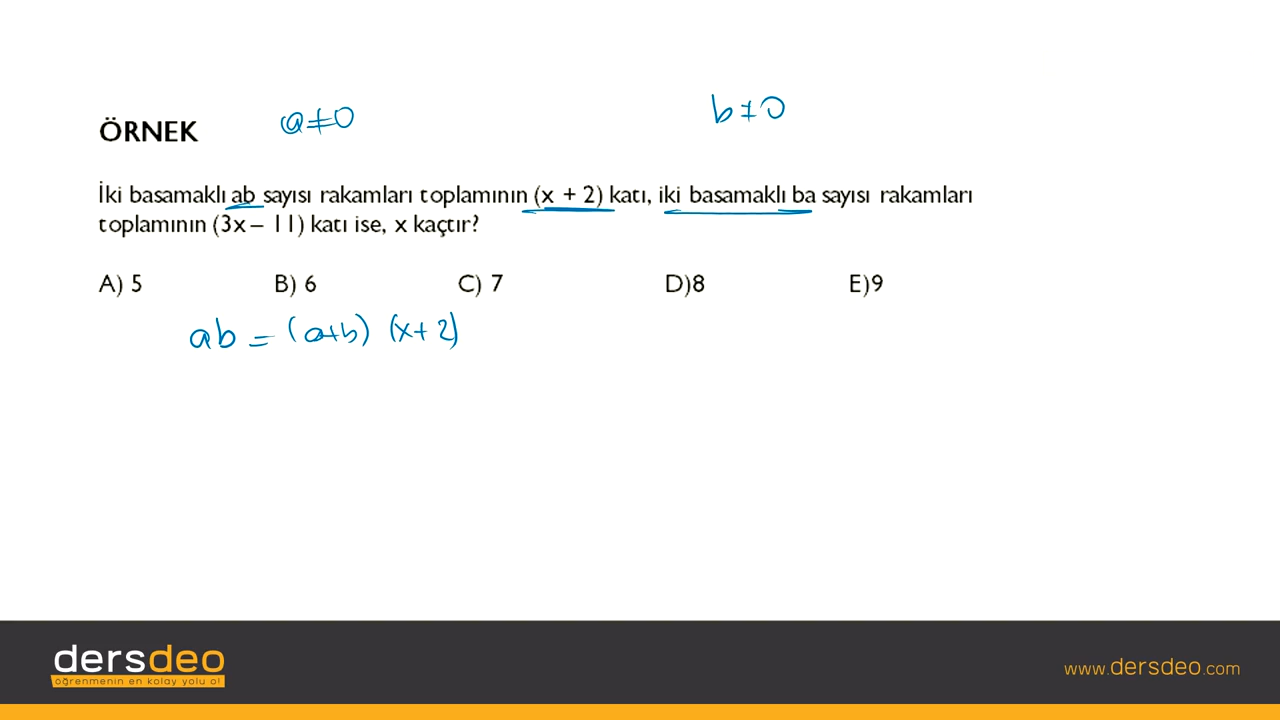 a≠0
b≠0
ÖRNEK
İki basamaklı ab sayısı rakamları toplamının (x + 2) katı, iki basamaklı ba sayısı rakamları
toplamının (3x – 11) katı ise, x kaçtır?
A) 5 B) 6 C) 7 D)8 E)9
ab = (a+b) (x+2)
dersdeo
öğrenmenin en kolay yolu o!
www.dersdeo.com